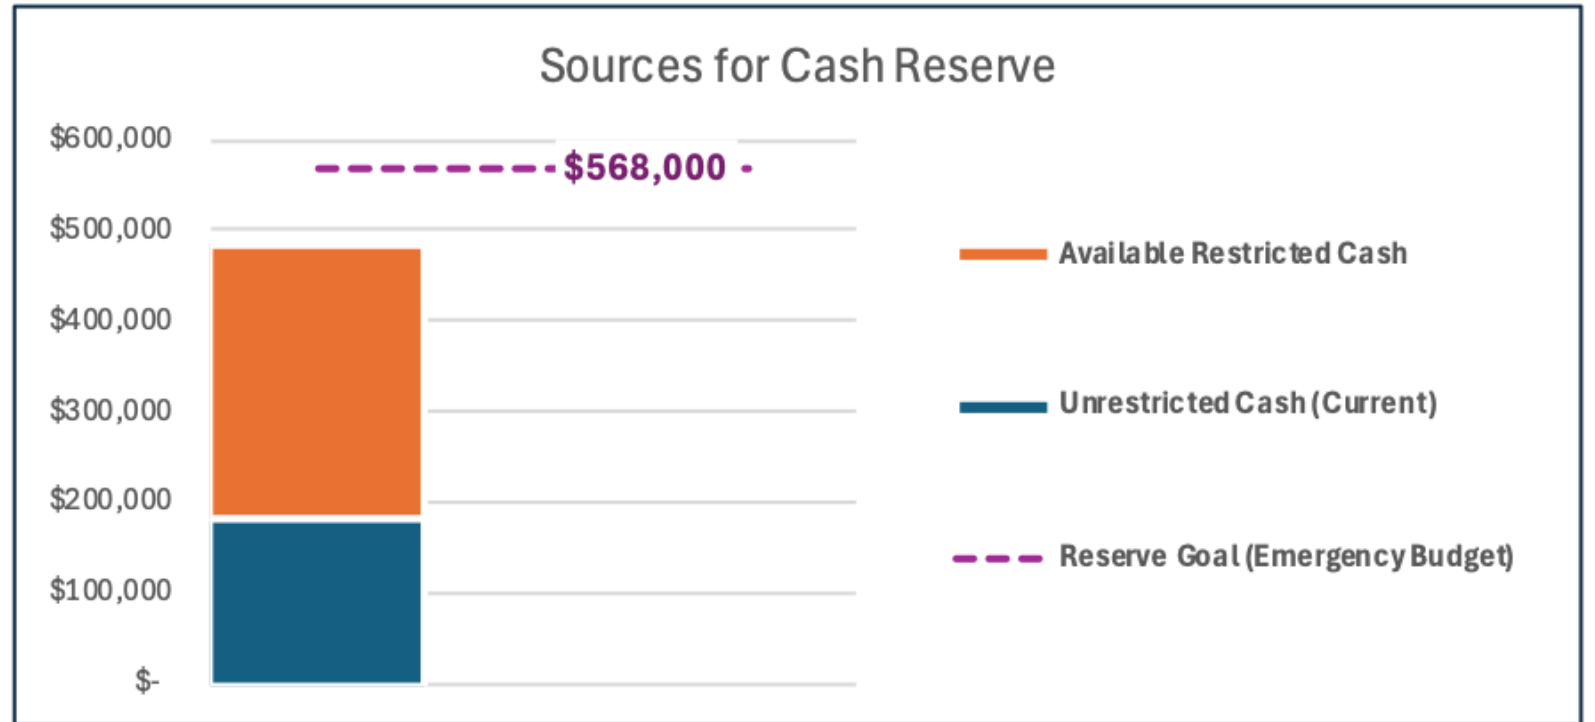 Sources for Cash Reserve
$600,000
$568,000
$500,000
Available Restricted Cash
$400,000
$300,000
Unrestricted Cash (Current)
$200,000
Reserve Goal (Emergency Budget)
$100,000
$-